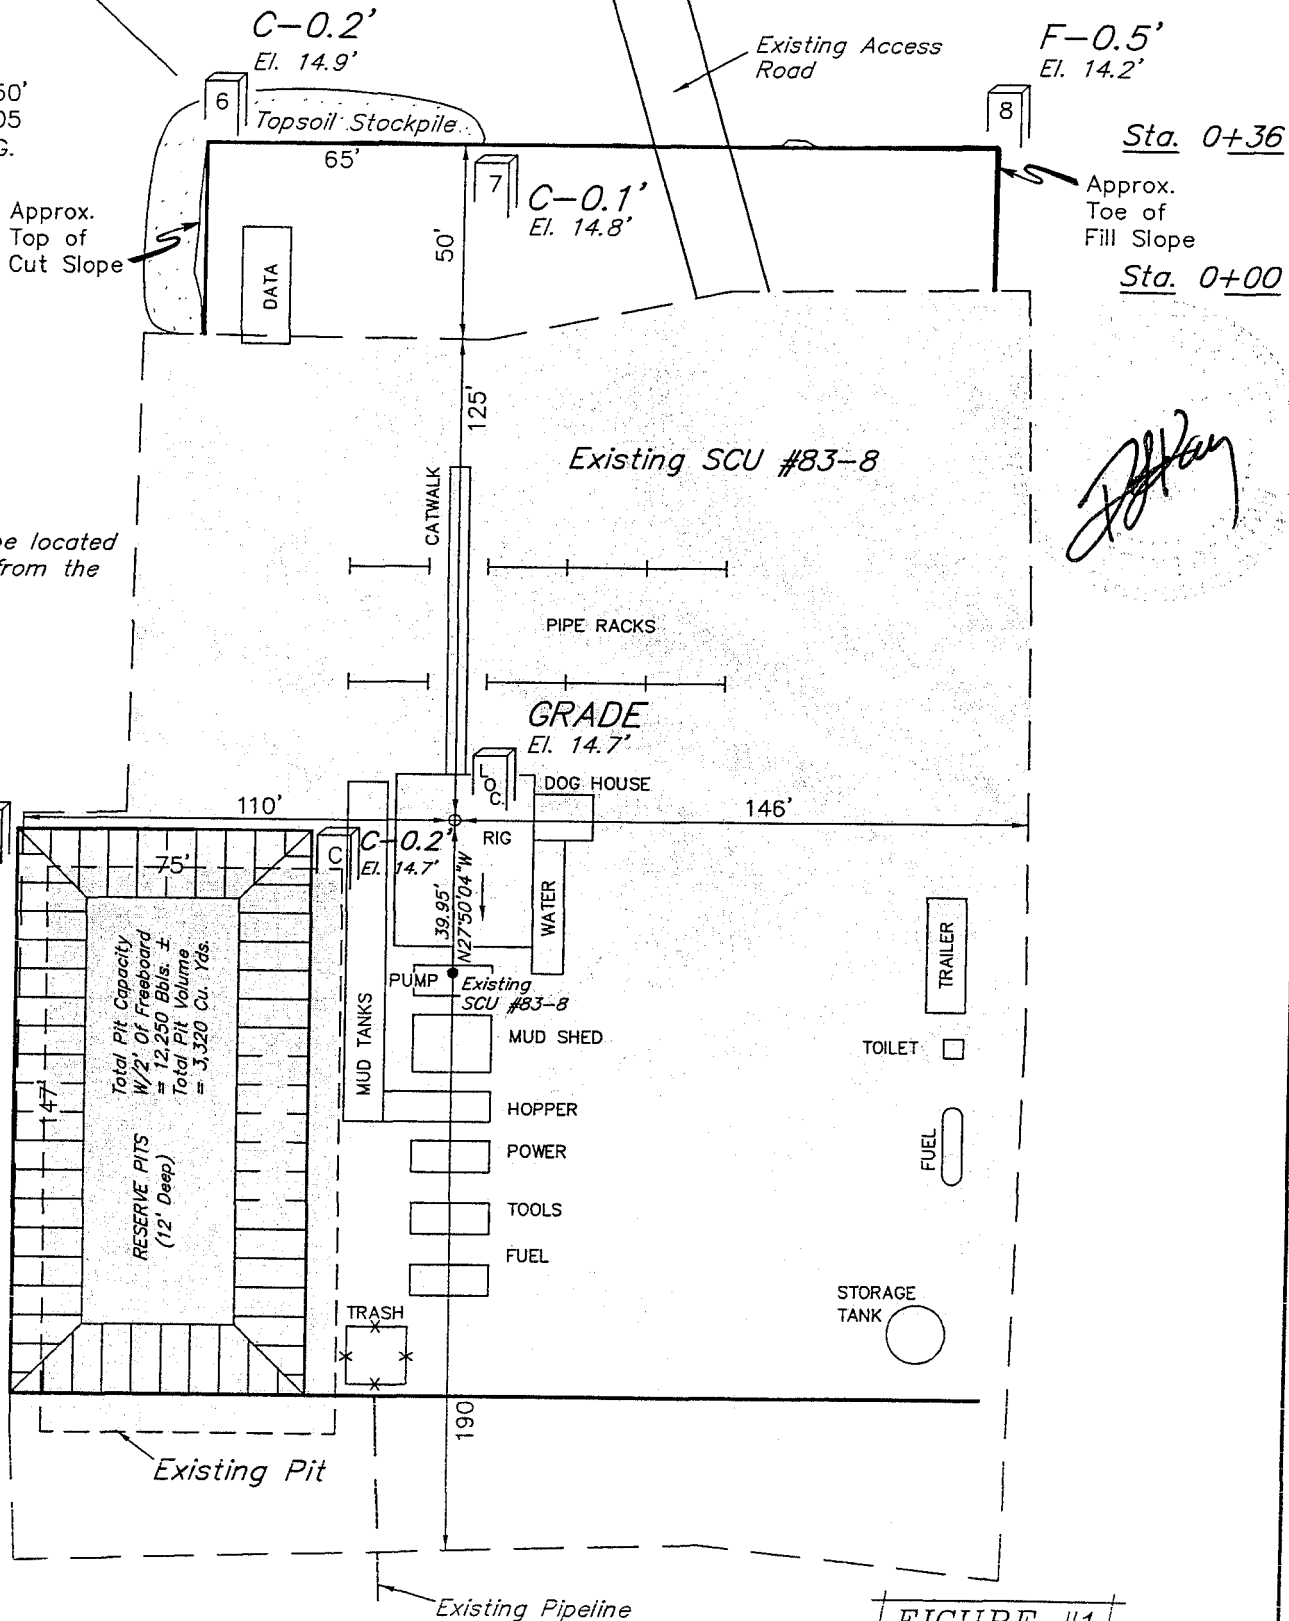 C-0.2'
El. 14.9'
Existing Access
Road
F-0.5'
El. 14.2'
6
Topsoil Stockpile
65'
8
Sta. 0+36
7
C-0.1'
El. 14.8'
Approx.
Top of
Cut Slope
Approx.
Toe of
Fill Slope
50'
DATA
Sta. 0+00
125'
Existing SCU #83-8
CATWALK
be located
from the
PIPE RACKS
GRADE
El. 14.7'
LOC.
DOG HOUSE
110'
146'
RIG
C
C-0.2'
El. 14.7'
75'
39.95'
N27°50'04"W
WATER
TRAILER
PUMP
Existing
SCU #83-8
MUD TANKS
MUD SHED
TOILET
Total Pit Capacity
W/2' Of Freeboard
= 12,250 Bbls. ±
Total Pit Volume
= 3,320 Cu. Yds.
147'
RESERVE PITS
(12' Deep)
HOPPER
POWER
FUEL
TOOLS
FUEL
STORAGE
TANK
TRASH
190
Existing Pit
Existing Pipeline
FIGURE #1